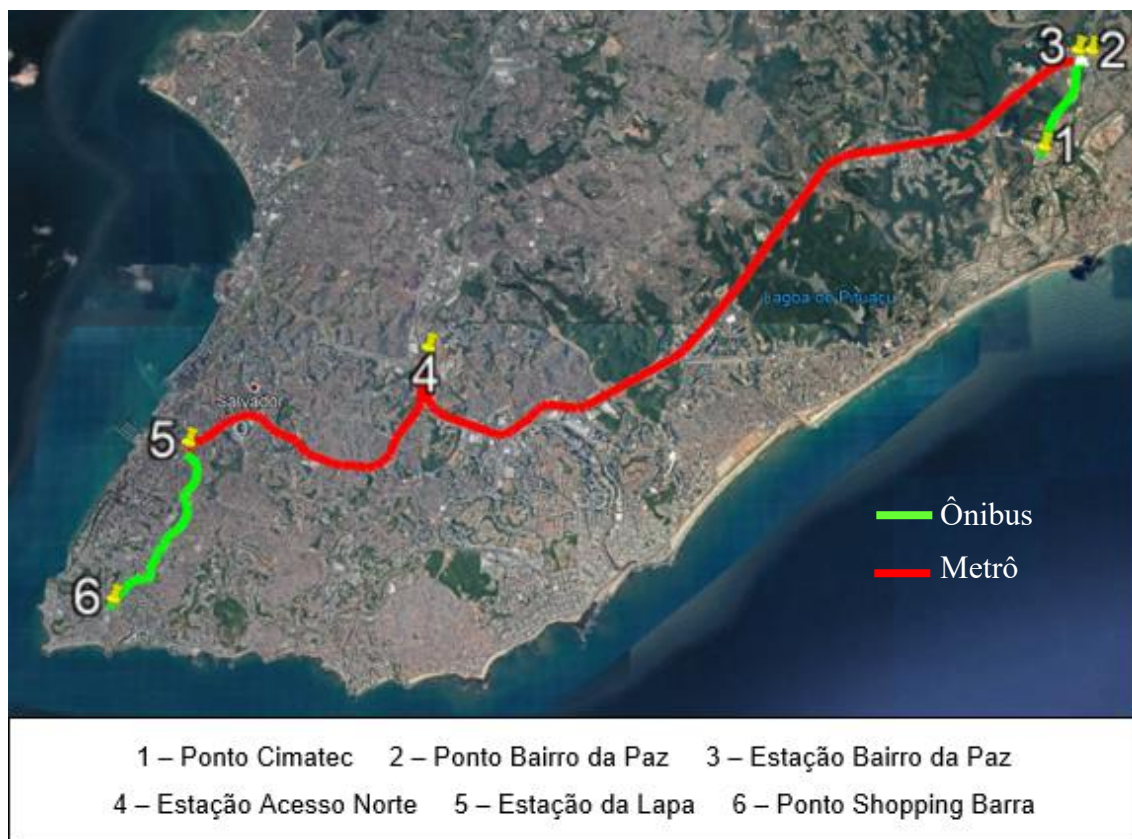 3 2
1
Lagoa de Pituaçu
4
Salvador
5
Ônibus
Metrô
6
1 – Ponto Cimatec 2 – Ponto Bairro da Paz 3 – Estação Bairro da Paz
4 – Estação Acesso Norte 5 – Estação da Lapa 6 – Ponto Shopping Barra